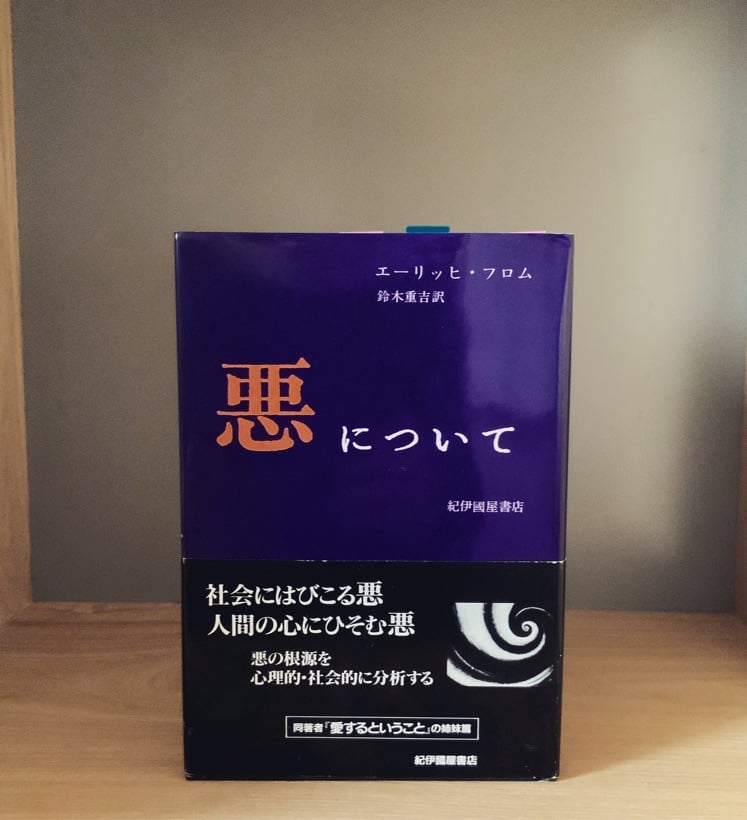 エーリッヒ・フロム
鈴木重吉訳
悪について
紀伊國屋書店
社会にはびこる悪
人間の心にひそむ悪
悪の根源を
心理的・社会的に分析する
同著者『愛するということ』の姉妹篇
紀伊國屋書店